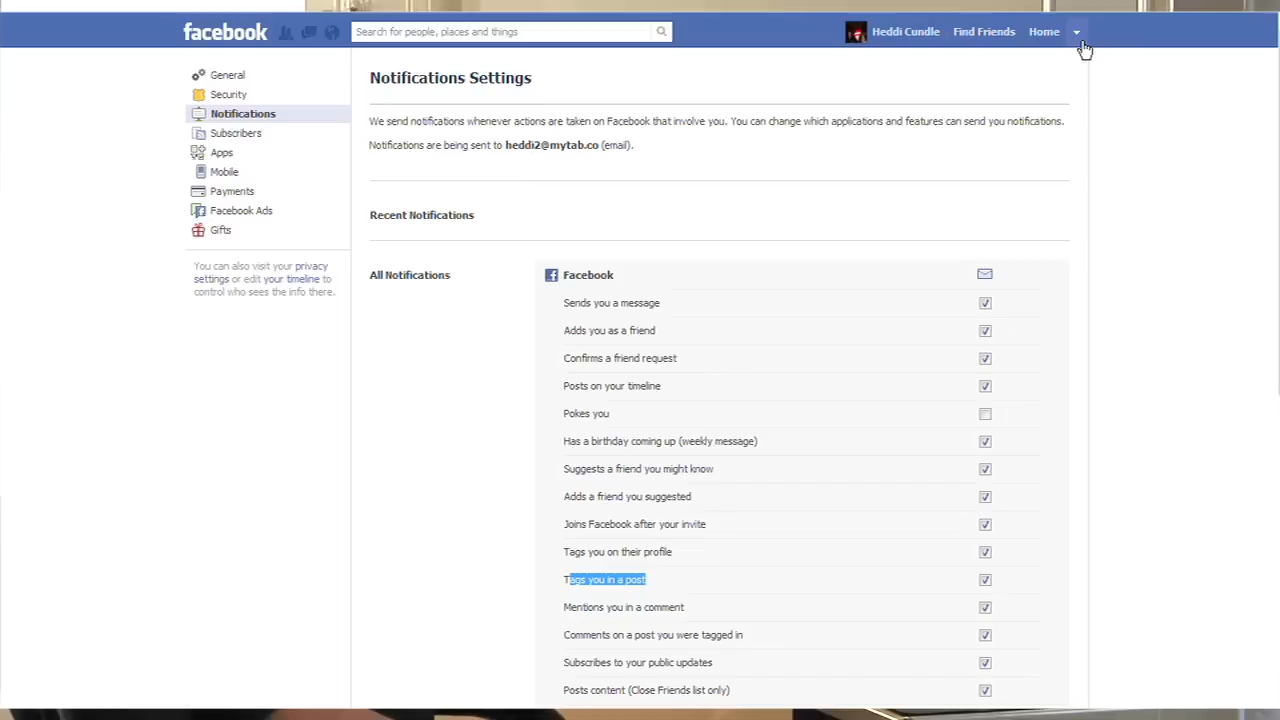 facebook
Search for people, places and things
Heddi Cundle
Find Friends
Home
General
Security
Notifications
Subscribers
Apps
Mobile
Payments
Facebook Ads
Gifts
You can also visit your privacy
settings or edit your timeline to
control who sees the info there.
Notifications Settings
We send notifications whenever actions are taken on Facebook that involve you. You can change which applications and features can send you notifications.
Notifications are being sent to heddi2@mytab.co (email).
Recent Notifications
All Notifications
Facebook
Sends you a message
Adds you as a friend
Confirms a friend request
Posts on your timeline
Pokes you
Has a birthday coming up (weekly message)
Suggests a friend you might know
Adds a friend you suggested
Joins Facebook after your invite
Tags you on their profile
Tags you in a post
Mentions you in a comment
Comments on a post you were tagged in
Subscribes to your public updates
Posts content (Close Friends list only)